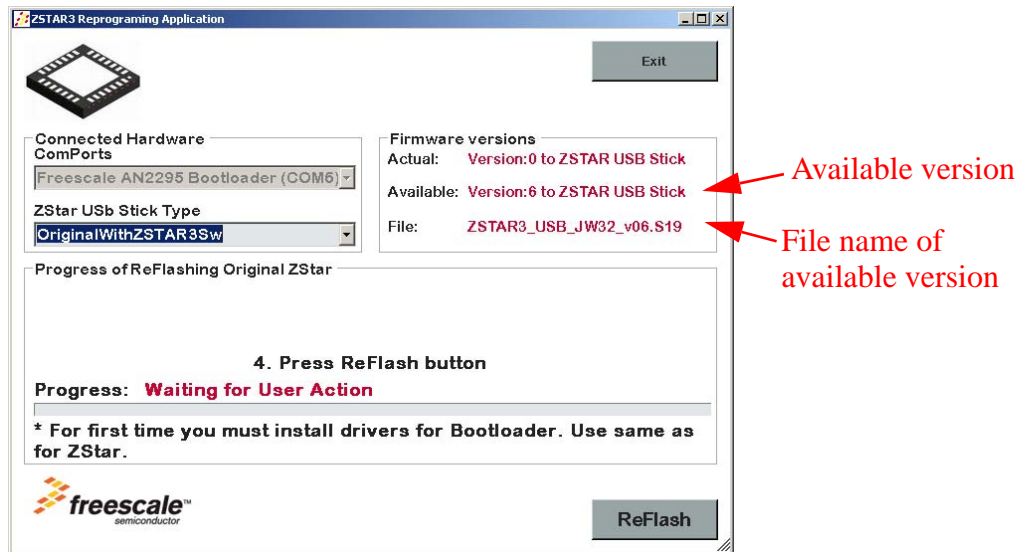 ZSTAR3 Reprograming Application
Exit
Connected Hardware
ComPorts
Freescale AN2295 Bootloader (COM6)
ZStar USb Stick Type
OriginalWithZSTAR3Sw
Firmware versions
Actual: Version:0 to ZSTAR USB Stick
Available: Version:6 to ZSTAR USB Stick
File: ZSTAR3_USB_JW32_v06.S19
Available version
File name of
available version
Progress of ReFlashing Original ZStar
4. Press ReFlash button
Progress: Waiting for User Action
* For first time you must install drivers for Bootloader. Use same as
for ZStar.
freescale™
semiconductor
ReFlash